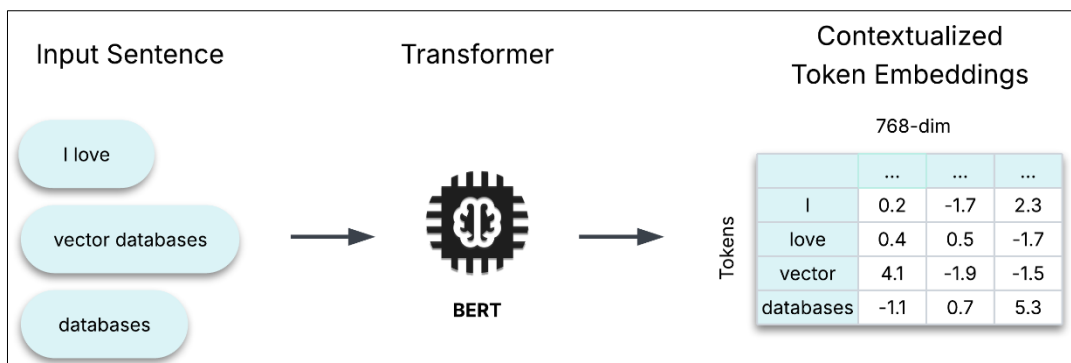 Input Sentence
Transformer
Contextualized
Token Embeddings
768-dim
I love
vector databases
databases
BERT
Tokens
... ... ...
I 0.2 -1.7 2.3
love 0.4 0.5 -1.7
vector 4.1 -1.9 -1.5
databases -1.1 0.7 5.3